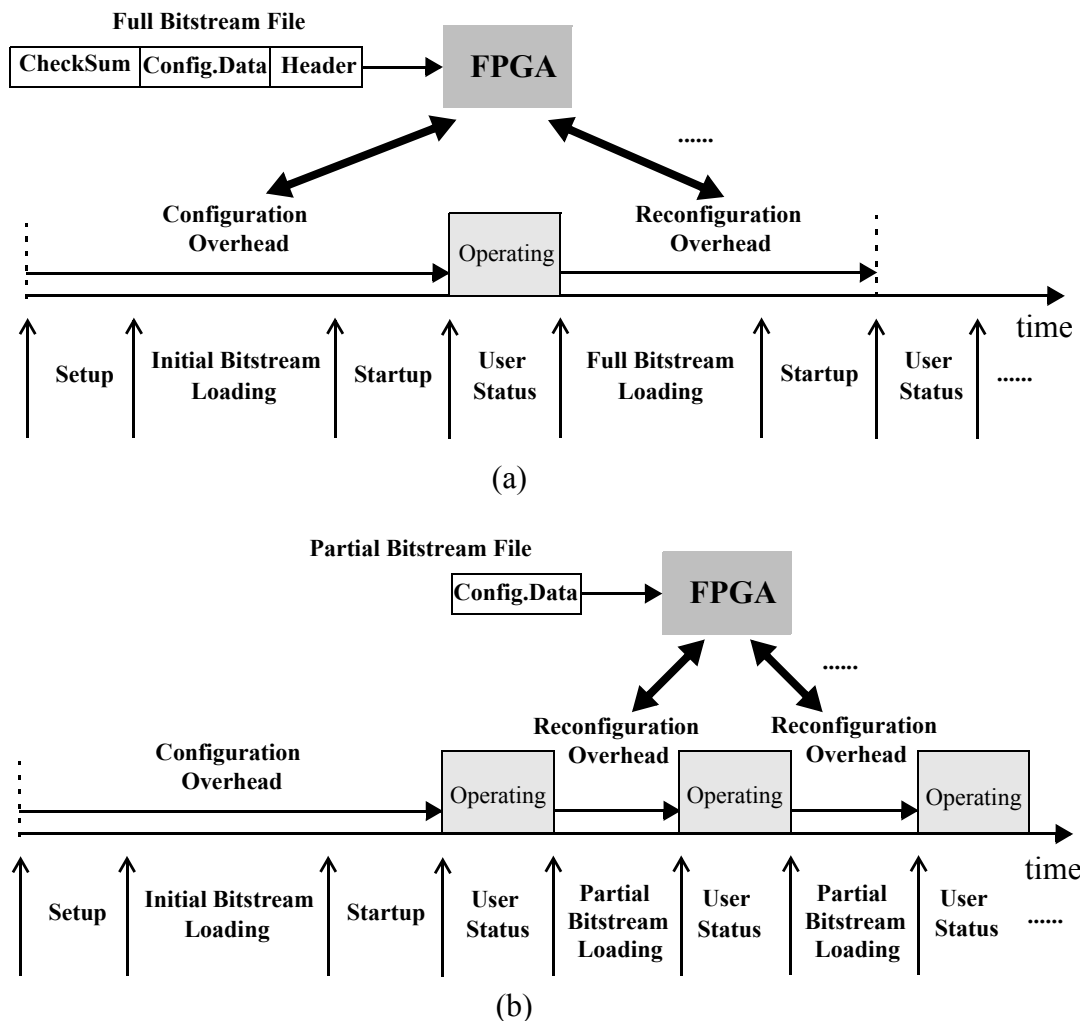 Full Bitstream File
CheckSum Config.Data Header
FPGA
......
Configuration
Overhead
Reconfiguration
Overhead
Operating
time
Setup
Initial Bitstream
Loading
Startup
User
Status
Full Bitstream
Loading
Startup
User
Status
......
(a)
Partial Bitstream File
Config.Data
FPGA
......
Reconfiguration
Overhead
Reconfiguration
Overhead
Configuration
Overhead
Operating
Operating
Operating
time
Setup
Initial Bitstream
Loading
Startup
User
Status
Partial
Bitstream
Loading
User
Status
Partial
Bitstream
Loading
User
Status
......
(b)